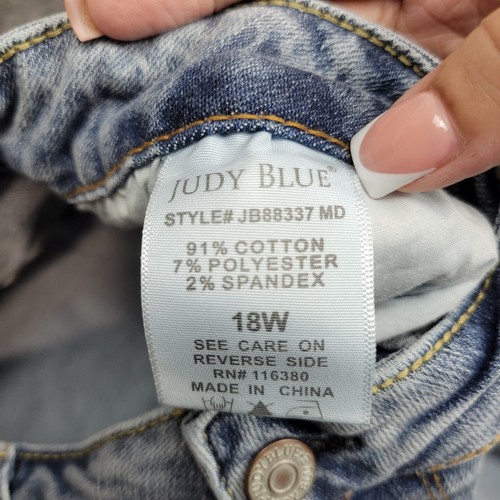 JUDY BLUE®
STYLE# JB88337 MD
91% COTTON
7% POLYESTER
2% SPANDEX
18W
SEE CARE ON
REVERSE SIDE
RN# 116380
MADE IN CHINA
JUDYBLUE